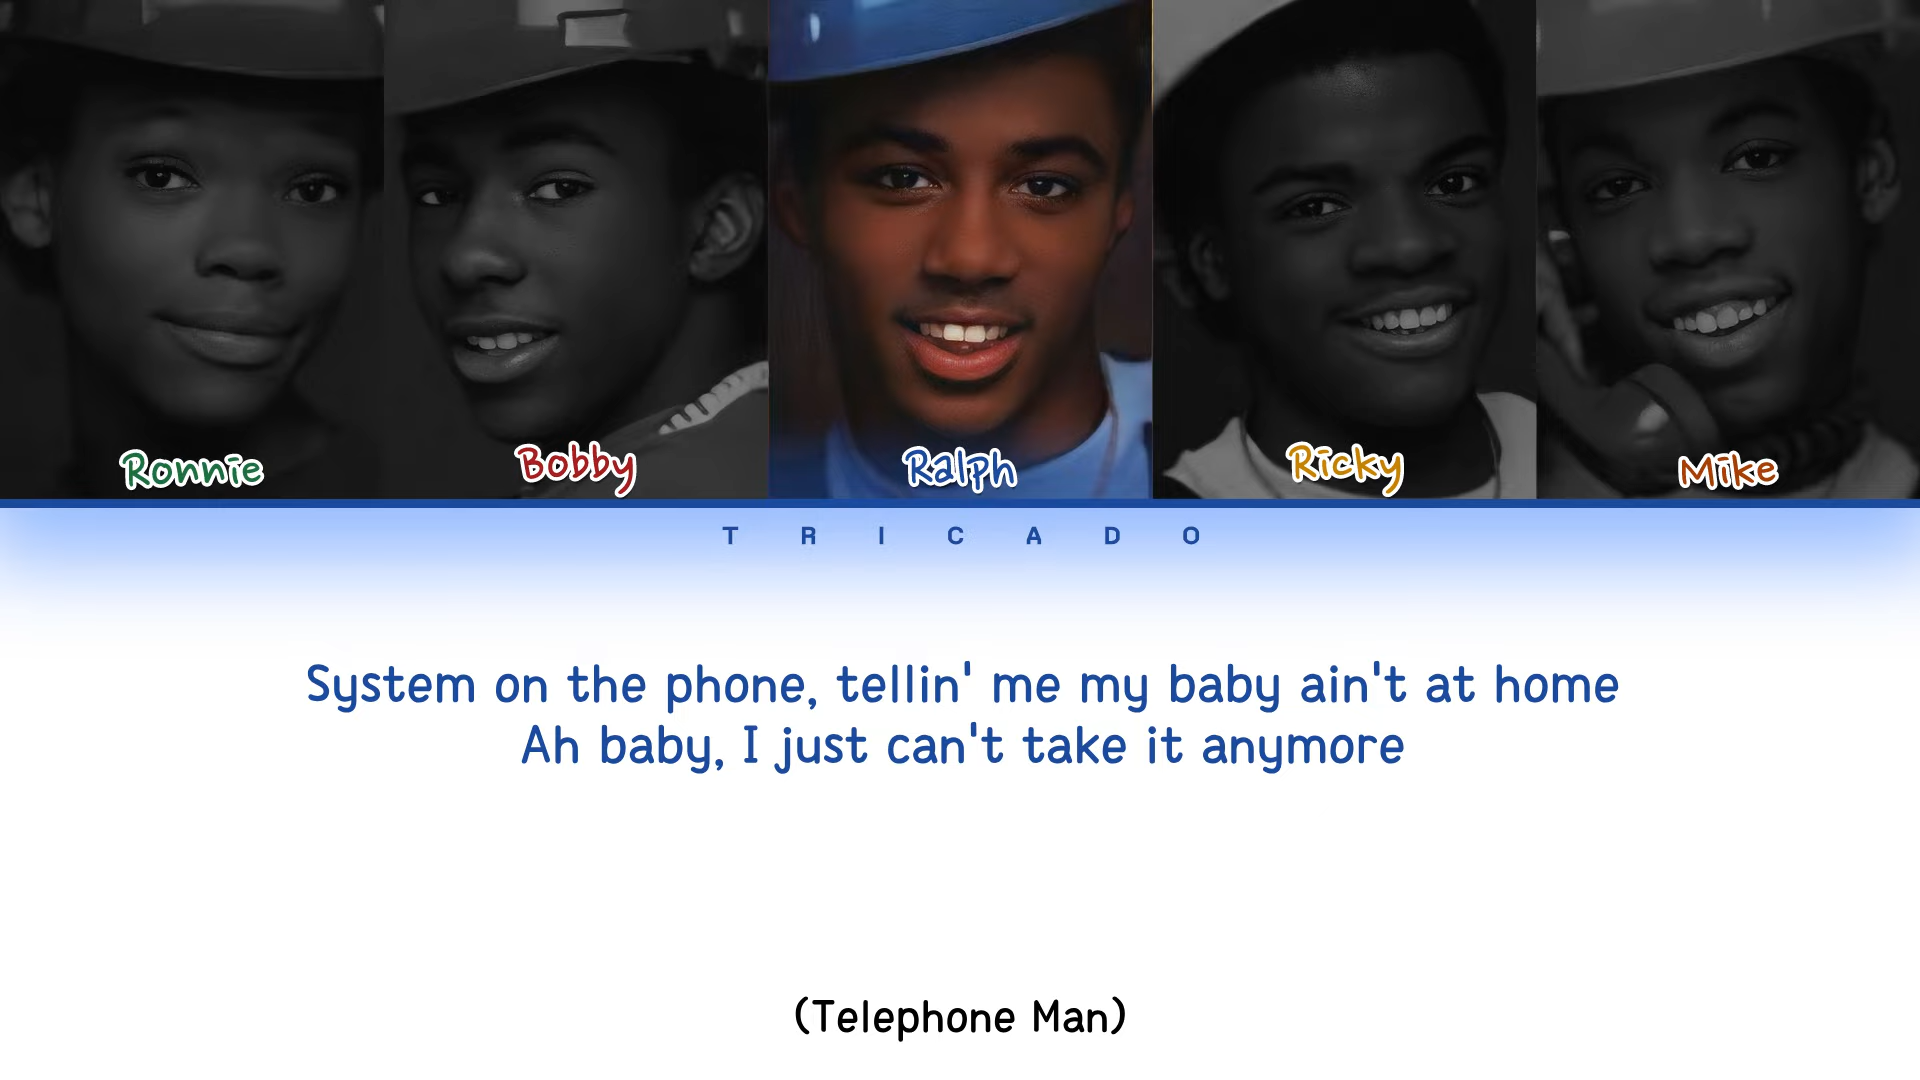 Ronnie
Bobby
Ralph
Ricky
Mike
TRICADO
System on the phone, tellin' me my baby ain't at home
Ah baby, I just can't take it anymore
(Telephone Man)